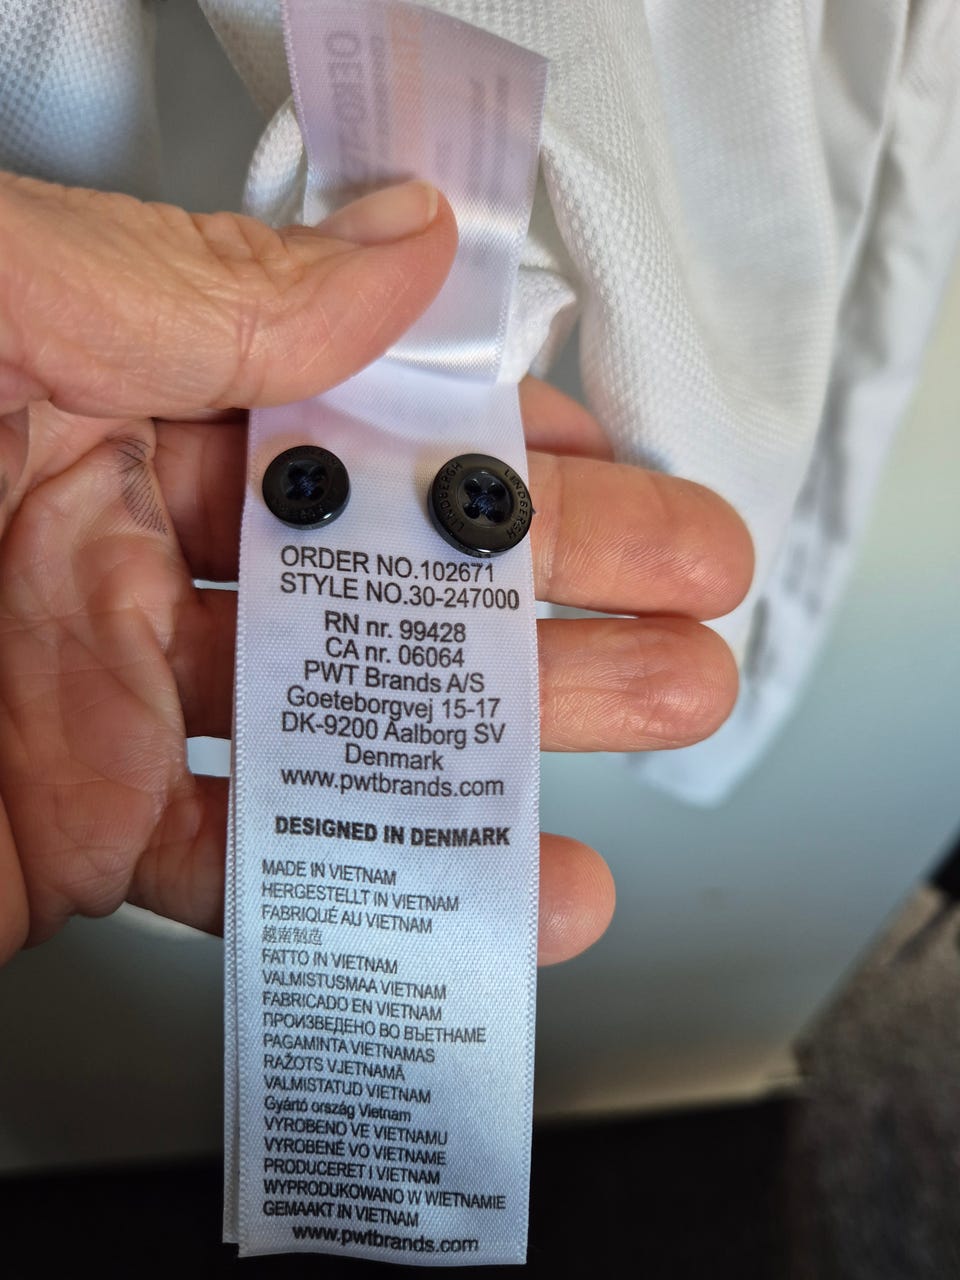 LINDBERGH
LINDBERGH
ORDER NO.102671
STYLE NO.30-247000
RN nr. 99428
CA nr. 06064
PWT Brands A/S
Goeteborgvej 15-17
DK-9200 Aalborg SV
Denmark
www.pwtbrands.com
DESIGNED IN DENMARK
MADE IN VIETNAM
HERGESTELLT IN VIETNAM
FABRIQUÉ AU VIETNAM
越南制造
FATTO IN VIETNAM
VALMISTUSMAA VIETNAM
FABRICADO EN VIETNAM
ПРОИЗВЕДЕНО ВО ВЪЕТНАМЕ
PAGAMINTA VIETNAMAS
RAŽOTS VJETNAMĀ
VALMISTATUD VIETNAM
Gyártó ország Vietnam
VYROBENO VE VIETNAMU
VYROBENÉ VO VIETNAME
PRODUCERET I VIETNAM
WYPRODUKOWANO W WIETNAMIE
GEMAAKT IN VIETNAM
www.pwtbrands.com